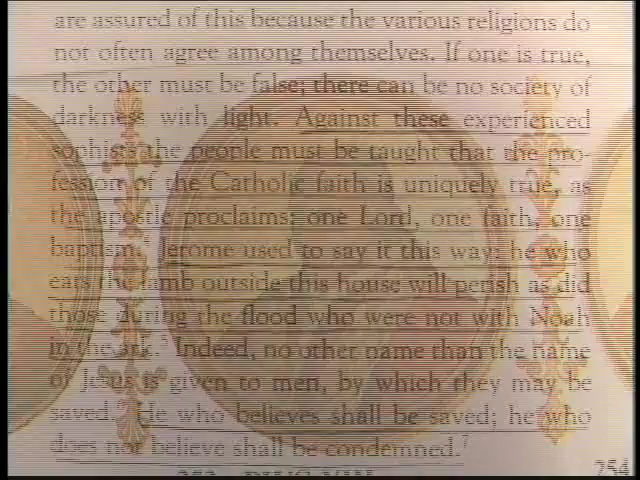 are assured of this because the various religions do
not often agree among themselves. If one is true,
the other must be false; there can be no society of
darkness with light. Against these experienced
sophists the people must be taught that the pro-
fession of the Catholic faith is uniquely true, as
the apostle proclaims: one Lord, one faith, one
baptism.4 Jerome used to say it this way: he who
eats the lamb outside this house will perish as did
those during the flood who were not with Noah
in the ark.5 Indeed, no other name than the name
of Jesus is given to men, by which they may be
saved.6 He who believes shall be saved; he who
does not believe shall be condemned.7
254